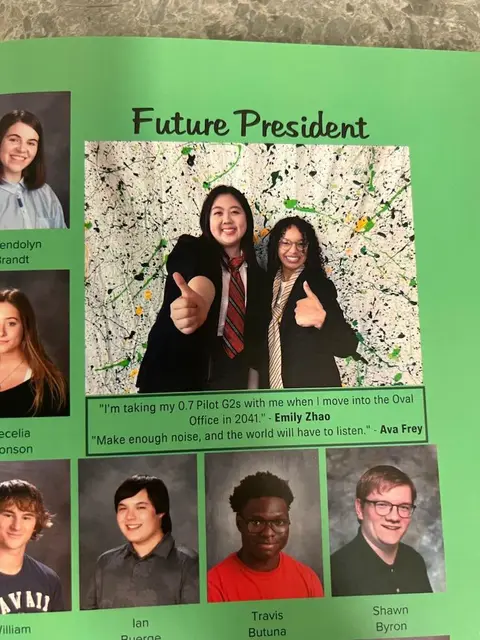 Future President
"I'm taking my 0.7 Pilot G2s with me when I move into the Oval
Office in 2041." - Emily Zhao
"Make enough noise, and the world will have to listen." - Ava Frey
endolyn
randt
ecelia
onson
AVAII
illiam
Ian
Buerge
Travis
Butuna
Shawn
Byron